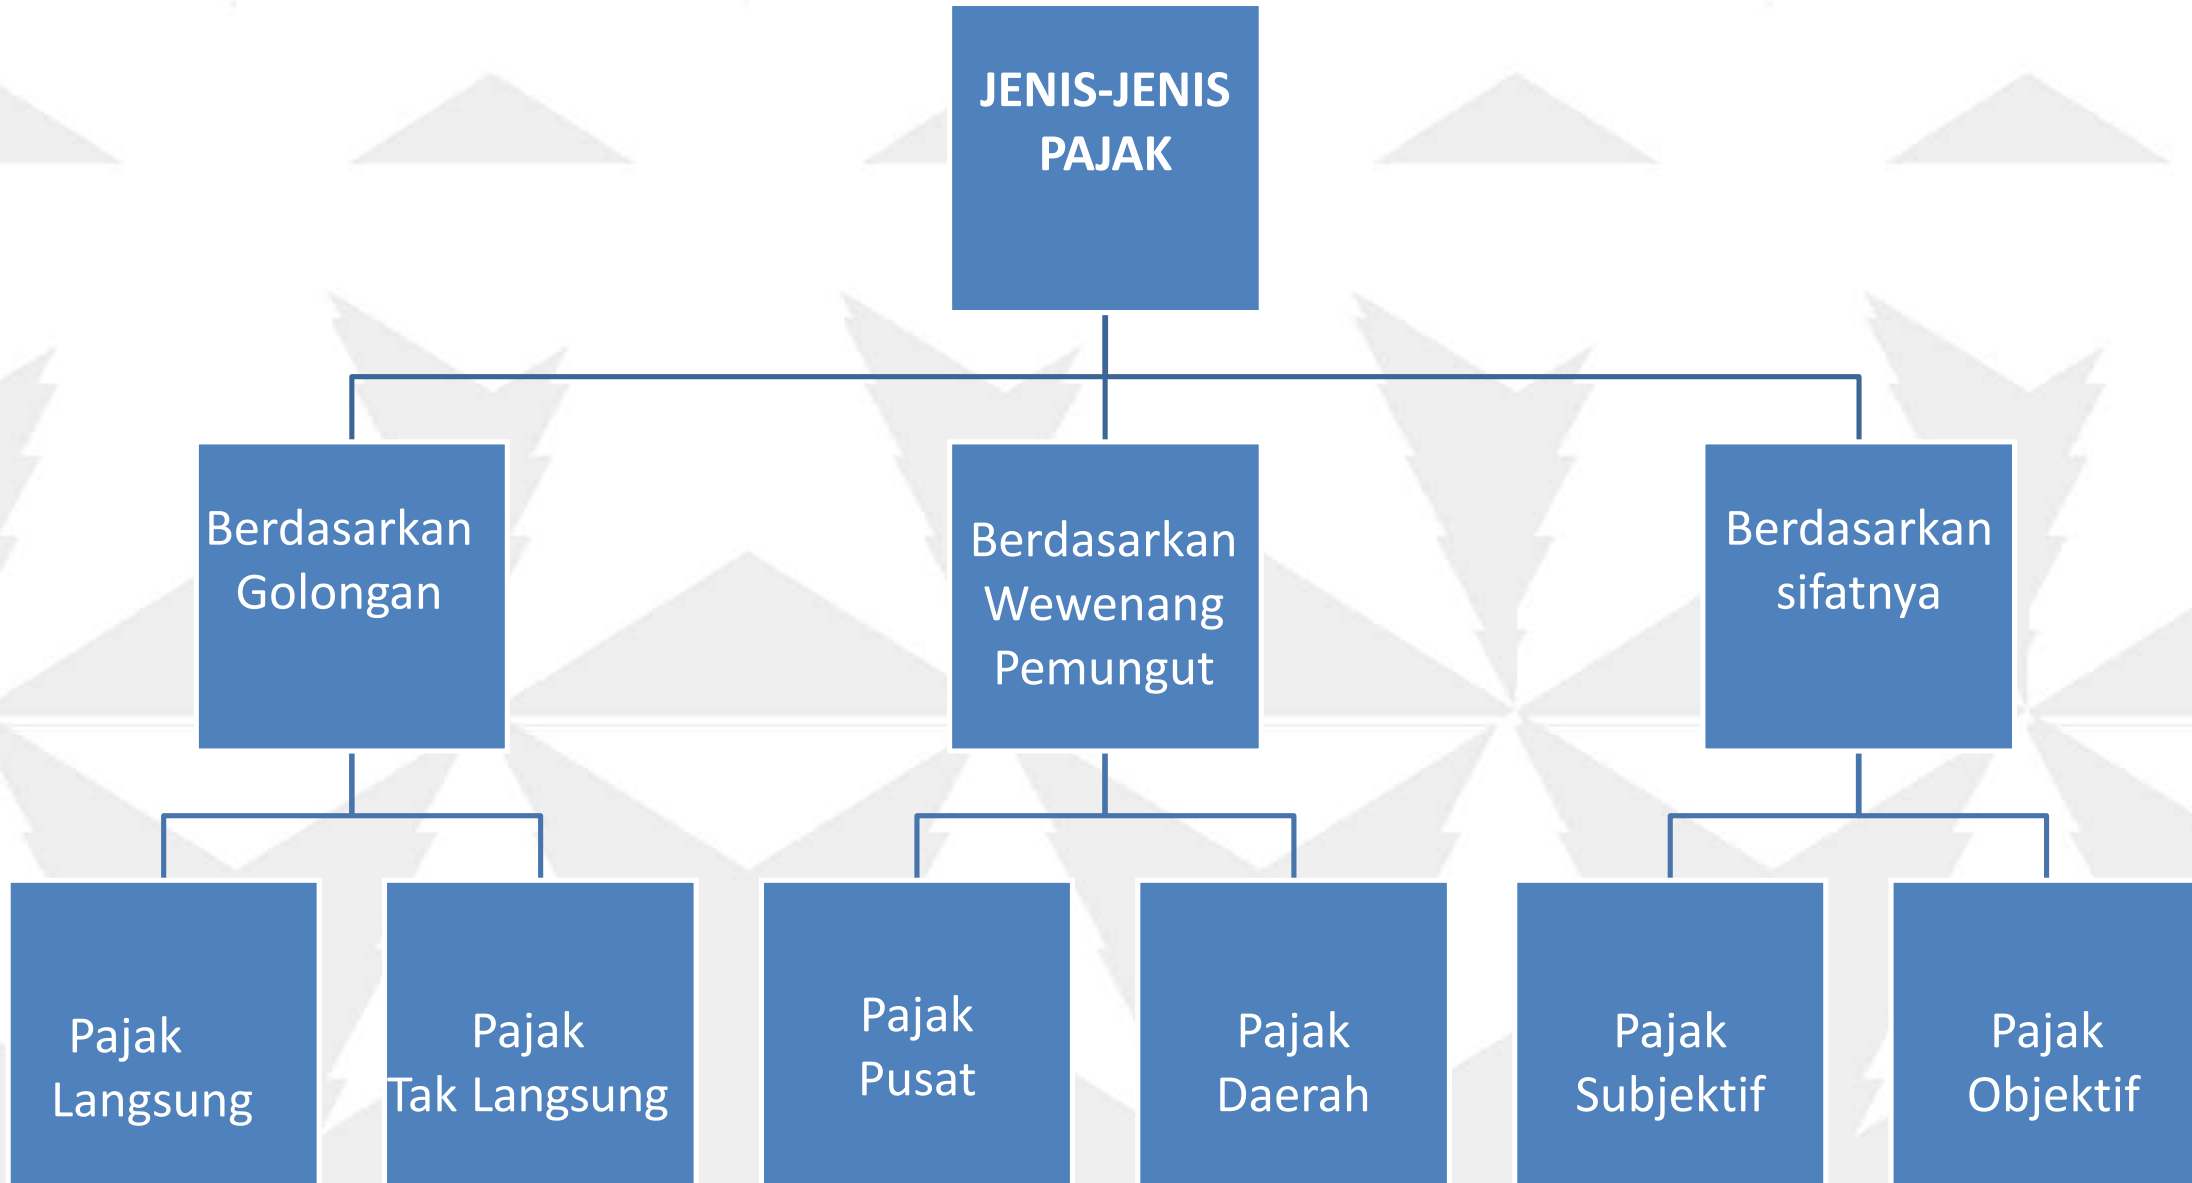 JENIS-JENIS
PAJAK
Berdasarkan
Golongan
Berdasarkan
Wewenang
Pemungut
Berdasarkan
sifatnya
Pajak
Langsung
Pajak
Tak Langsung
Pajak
Pusat
Pajak
Daerah
Pajak
Subjektif
Pajak
Objektif